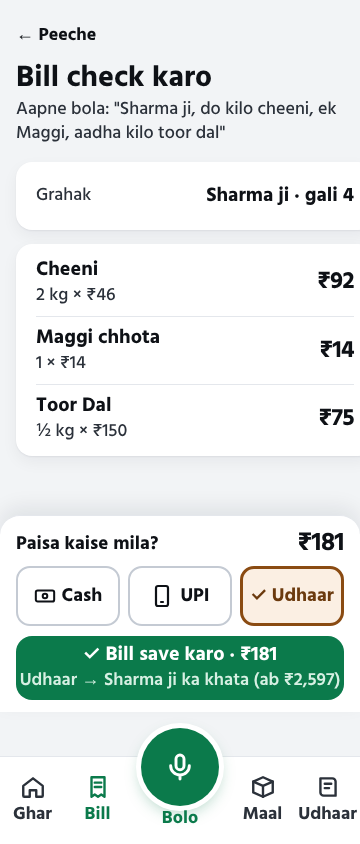 ← Peeche
Bill check karo
Aapne bola: "Sharma ji, do kilo cheeni, ek
Maggi, aadha kilo toor dal"
Grahak Sharma ji · gali 4
Cheeni ₹92
2 kg × ₹46
Maggi chhota ₹14
1 × ₹14
Toor Dal ₹75
½ kg × ₹150
Paisa kaise mila? ₹181
Cash UPI ✓ Udhaar
✓ Bill save karo · ₹181
Udhaar → Sharma ji ka khata (ab ₹2,597)
Ghar Bill Bolo Maal Udhaar